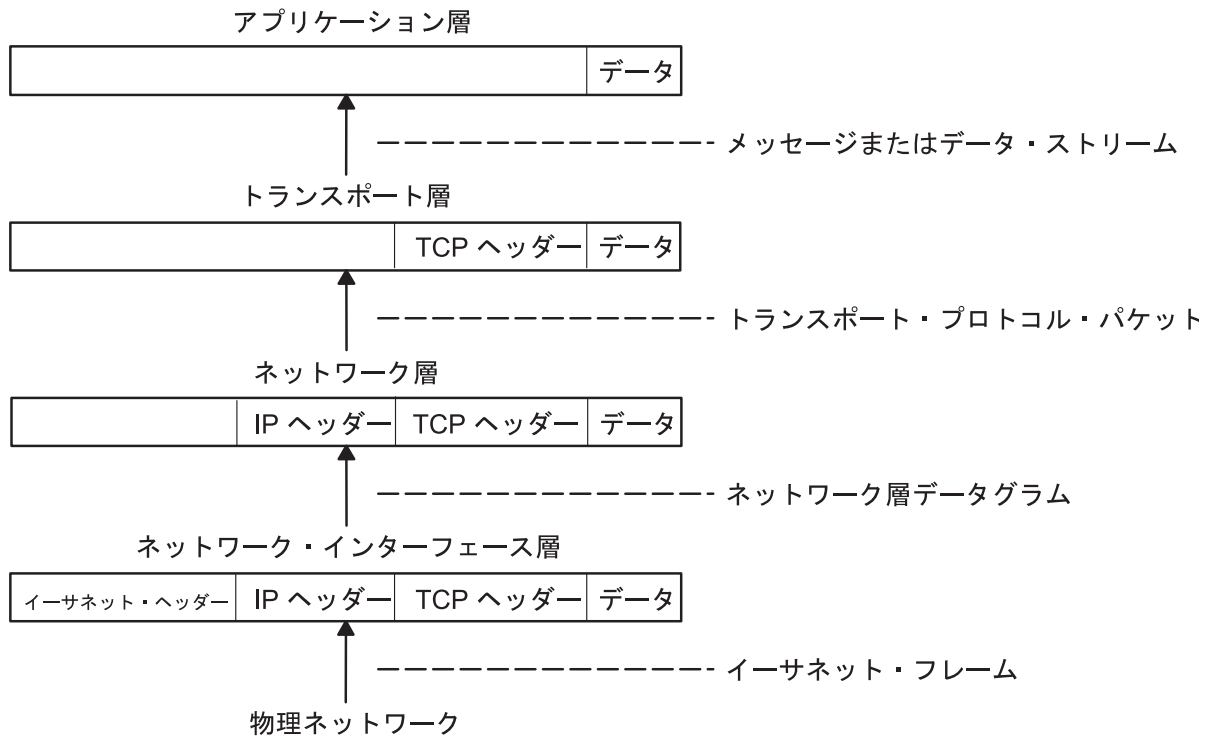 アプリケーション層
データ
メッセージまたはデータ・ストリーム
トランスポート層
TCP ヘッダー データ
トランスポート・プロトコル・パケット
ネットワーク層
IP ヘッダー TCP ヘッダー データ
ネットワーク層データグラム
ネットワーク・インターフェース層
イーサネット・ヘッダー IP ヘッダー TCP ヘッダー データ
イーサネット・フレーム
物理ネットワーク